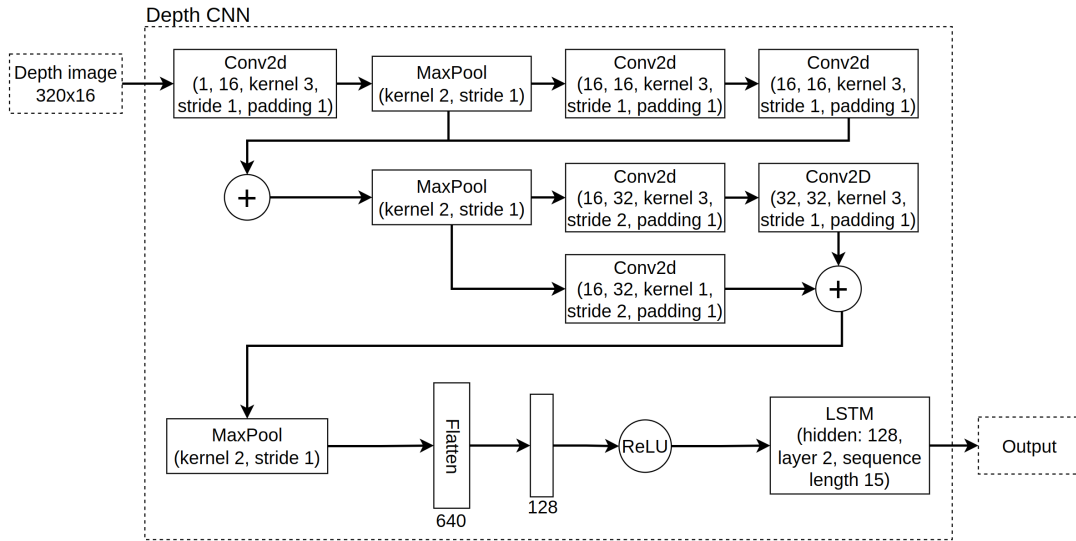 Depth CNN
Depth image
320x16
Conv2d
(1, 16, kernel 3,
stride 1, padding 1)
MaxPool
(kernel 2, stride 1)
Conv2d
(16, 16, kernel 3,
stride 1, padding 1)
Conv2d
(16, 16, kernel 3,
stride 1, padding 1)
+
MaxPool
(kernel 2, stride 1)
Conv2d
(16, 32, kernel 3,
stride 2, padding 1)
Conv2D
(32, 32, kernel 3,
stride 1, padding 1)
Conv2d
(16, 32, kernel 1,
stride 2, padding 1)
+
MaxPool
(kernel 2, stride 1)
Flatten
640
128
ReLU
LSTM
(hidden: 128,
layer 2, sequence
length 15)
Output